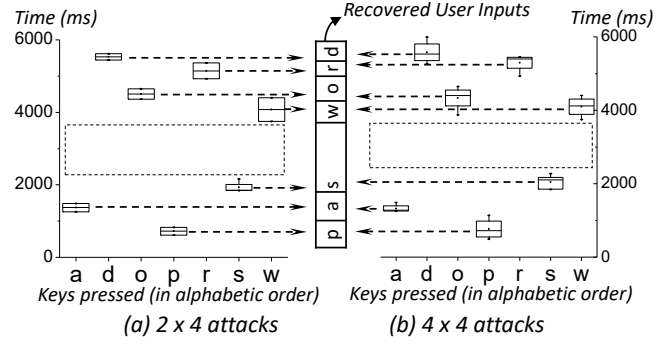 Time (ms)
Recovered User Inputs
Time (ms)
6000
4000
2000
0
d
r
o
w
s
a
p
6000
4000
2000
0
a d o p r s w
a d o p r s w
Keys pressed (in alphabetic order)
Keys pressed (in alphabetic order)
(a) 2 x 4 attacks
(b) 4 x 4 attacks